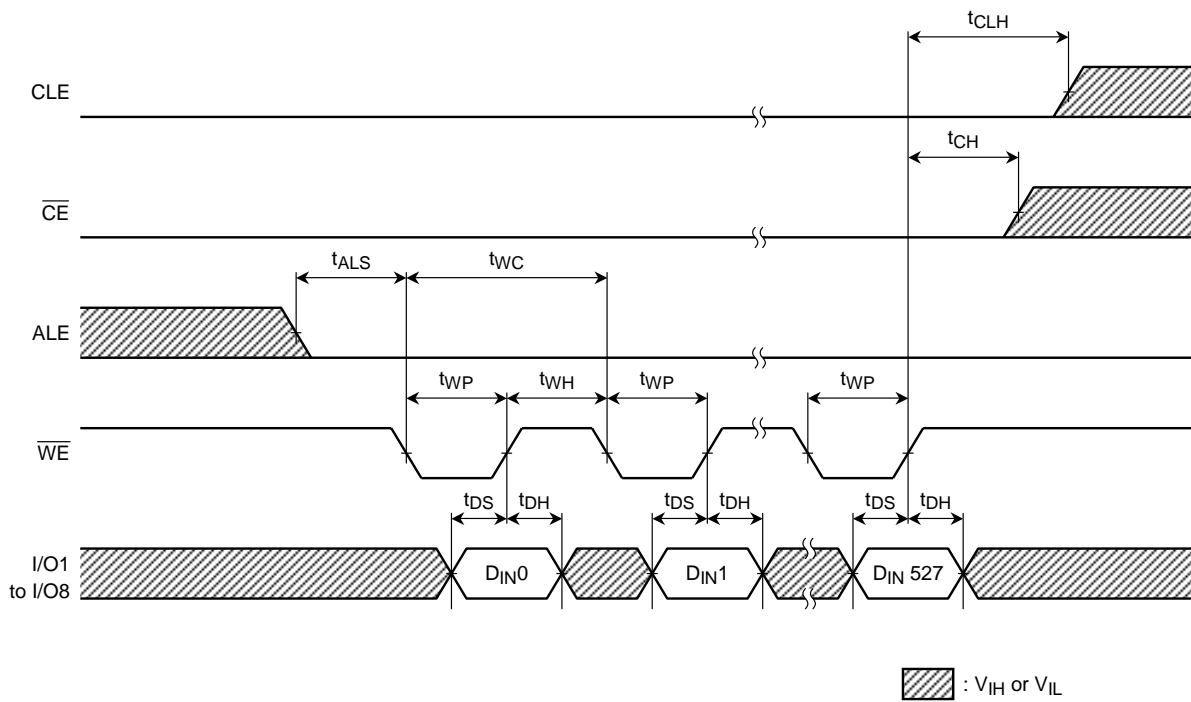 tCLH
CLE
tCH
CE
tALS
tWC
ALE
tWP
tWH
tWP
tWP
WE
tDS
tDH
tDS
tDH
tDS
tDH
I/O1
to I/O8
DIN0
DIN1
DIN 527
: VIH or VIL